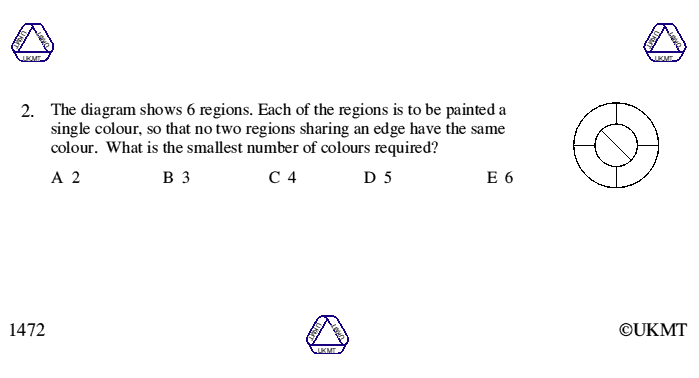 UKMT UKMT UKMT
UKMT UKMT UKMT
2. The diagram shows 6 regions. Each of the regions is to be painted a
single colour, so that no two regions sharing an edge have the same
colour. What is the smallest number of colours required?
A 2 B 3 C 4 D 5 E 6
1472
UKMT UKMT UKMT
©UKMT